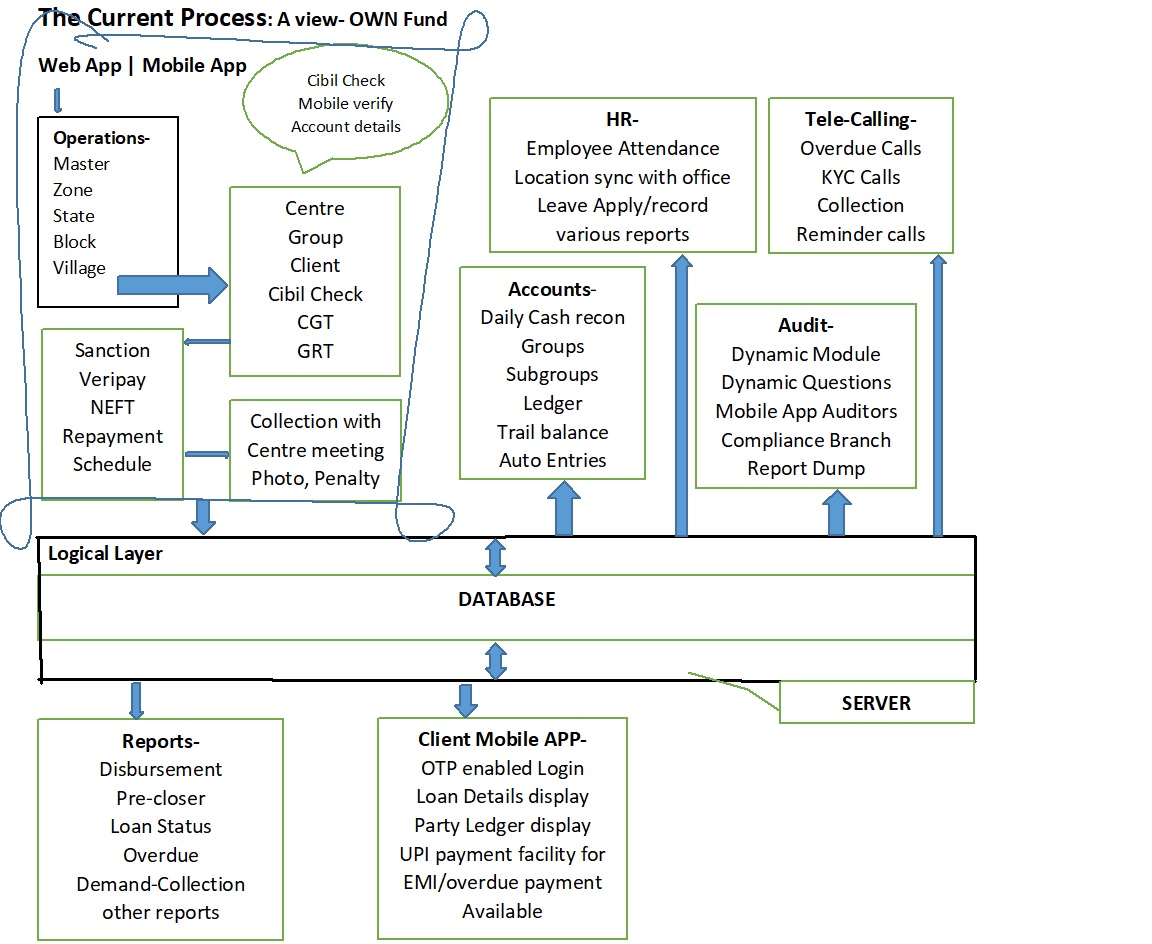 The Current Process: A view- OWN Fund
Web App | Mobile App
Cibil Check
Mobile verify
Account details
Operations-
Master
Zone
State
Block
Village
Centre
Group
Client
Cibil Check
CGT
GRT
Sanction
Veripay
NEFT
Repayment
Schedule
Collection with
Centre meeting
Photo, Penalty
HR-
Employee Attendance
Location sync with office
Leave Apply/record
various reports
Tele-Calling-
Overdue Calls
KYC Calls
Collection
Reminder calls
Accounts-
Daily Cash recon
Groups
Subgroups
Ledger
Trail balance
Auto Entries
Audit-
Dynamic Module
Dynamic Questions
Mobile App Auditors
Compliance Branch
Report Dump
Logical Layer
DATABASE
SERVER
Reports-
Disbursement
Pre-closer
Loan Status
Overdue
Demand-Collection
other reports
Client Mobile APP-
OTP enabled Login
Loan Details display
Party Ledger display
UPI payment facility for
EMI/overdue payment
Available